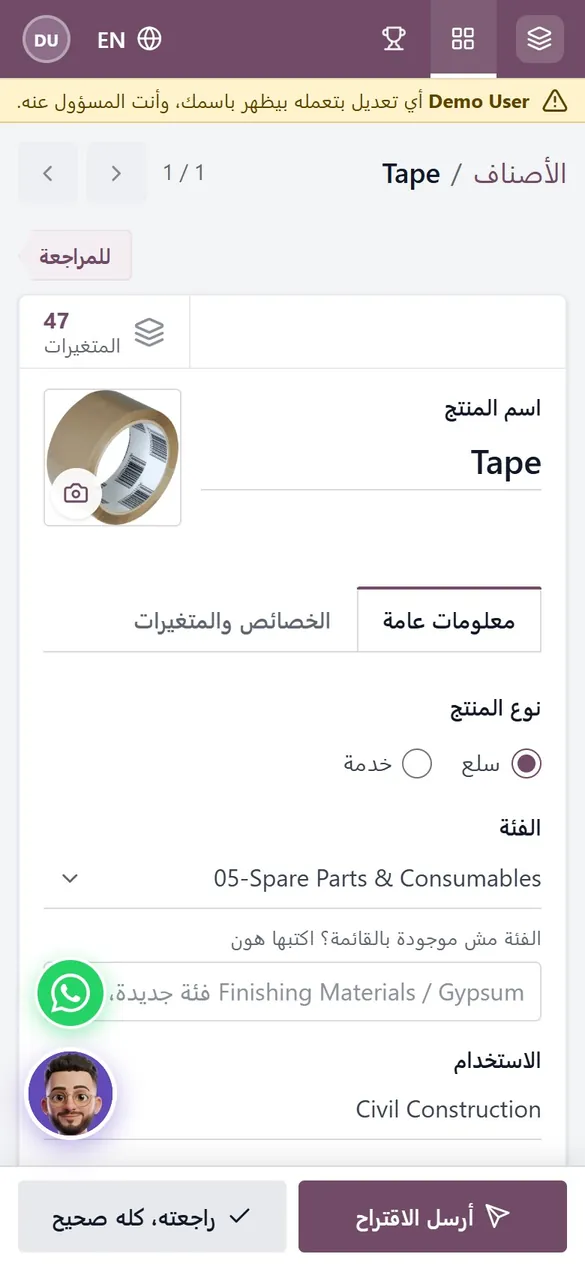 DU
EN
Demo User أي تعديل بتعمله بيظهر باسمك، وأنت المسؤول عنه.
الأصناف / Tape
1 / 1
للمراجعة
47
المتغيرات
اسم المنتج
Tape
معلومات عامة
الخصائص والمتغيرات
نوع المنتج
سلع
خدمة
الفئة
05-Spare Parts & Consumables
الفئة مش موجودة بالقائمة؟ اكتبها هون
فئة جديدة، Finishing Materials / Gypsum
الاستخدام
Civil Construction
أرسل الاقتراح
راجعته، كله صحيح